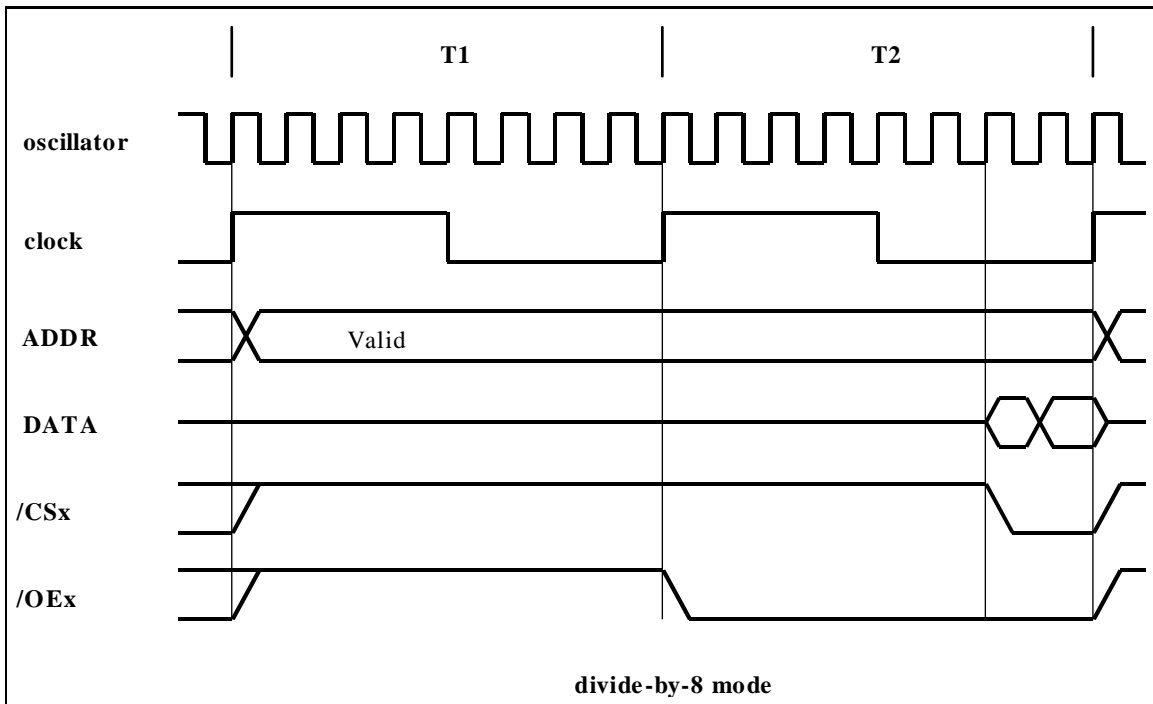 T1 T2
oscillator
clock
ADDR Valid
DATA
/CSx
/OEx
divide-by-8 mode